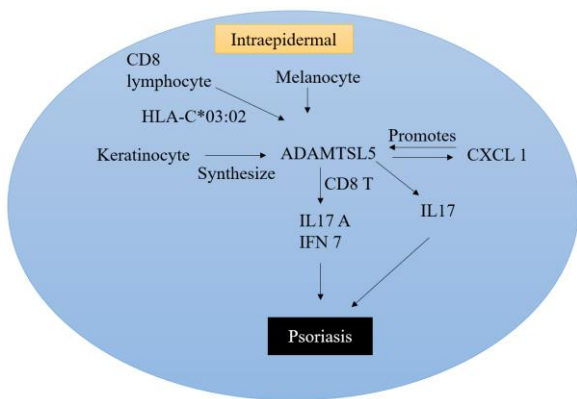 Intraepidermal
CD8
lymphocyte
Melanocyte
HLA-C*03:02
Promotes
Keratinocyte
ADAMTSL5
CXCL 1
Synthesize
CD8 T
IL17 A
IFN 7
IL17
Psoriasis